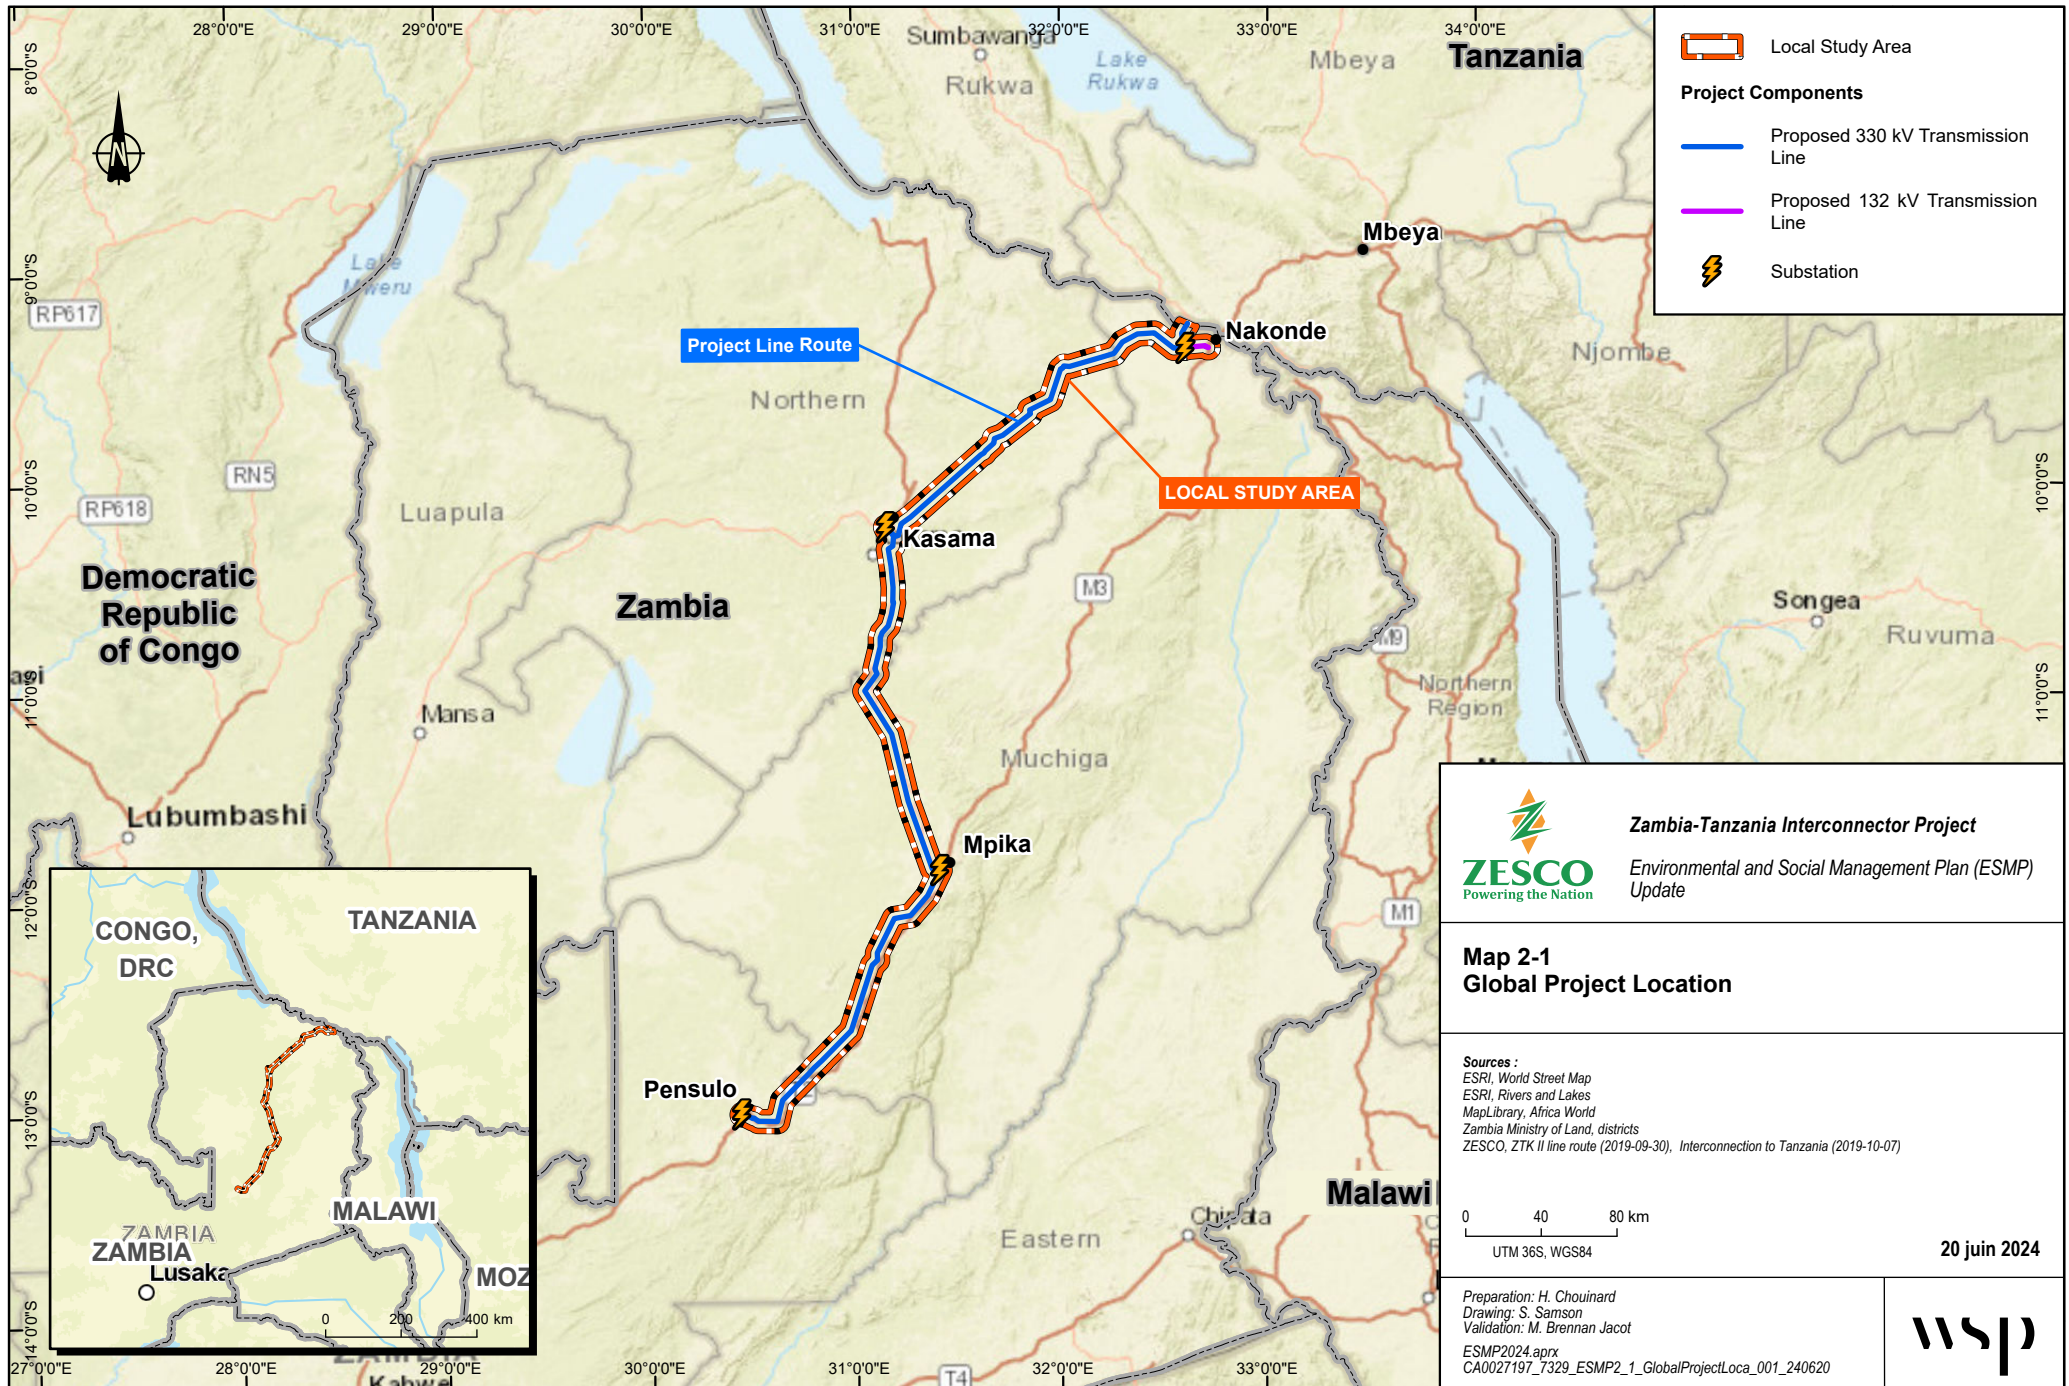 28°0'0"E
29°0'0"E
30°0'0"E
31°0'0"E
32°0'0"E
33°0'0"E
34°0'0"E
8°0'0"S
9°0'0"S
10°0'0"S
11°0'0"S
12°0'0"S
13°0'0"S
14°0'0"S
10°0'0"S
11°0'0"S
27°0'0"E
28°0'0"E
29°0'0"E
30°0'0"E
31°0'0"E
32°0'0"E
33°0'0"E
N
Sumbawanga
Rukwa
Lake
Rukwa
Mbeya
Tanzania
Lake
Mweru
RP617
Mbeya
Nakonde
Njombe
Project Line Route
Northern
LOCAL STUDY AREA
RN5
RP618
Luapula
Kasama
Democratic
Republic
of Congo
Zambia
M3
M9
Songea
Ruvuma
Northern
Region
Mansa
Muchiga
Lubumbashi
Mpika
M1
Pensulo
Malawi
Chipata
Eastern
T4
Kabwe
CONGO,
DRC
TANZANIA
MALAWI
ZAMBIA
ZAMBIA
Lusaka
MOZ
0 200 400 km
Local Study Area
Project Components
Proposed 330 kV Transmission
Line
Proposed 132 kV Transmission
Line
Substation
ZESCO
Powering the Nation
Zambia-Tanzania Interconnector Project
Environmental and Social Management Plan (ESMP)
Update
Map 2-1
Global Project Location
Sources :
ESRI, World Street Map
ESRI, Rivers and Lakes
MapLibrary, Africa World
Zambia Ministry of Land, districts
ZESCO, ZTK II line route (2019-09-30), Interconnection to Tanzania (2019-10-07)
0 40 80 km
UTM 36S, WGS84
20 juin 2024
Preparation: H. Chouinard
Drawing: S. Samson
Validation: M. Brennan Jacot
ESMP2024.aprx
CA0027197_7329_ESMP2_1_GlobalProjectLoca_001_240620
wsp